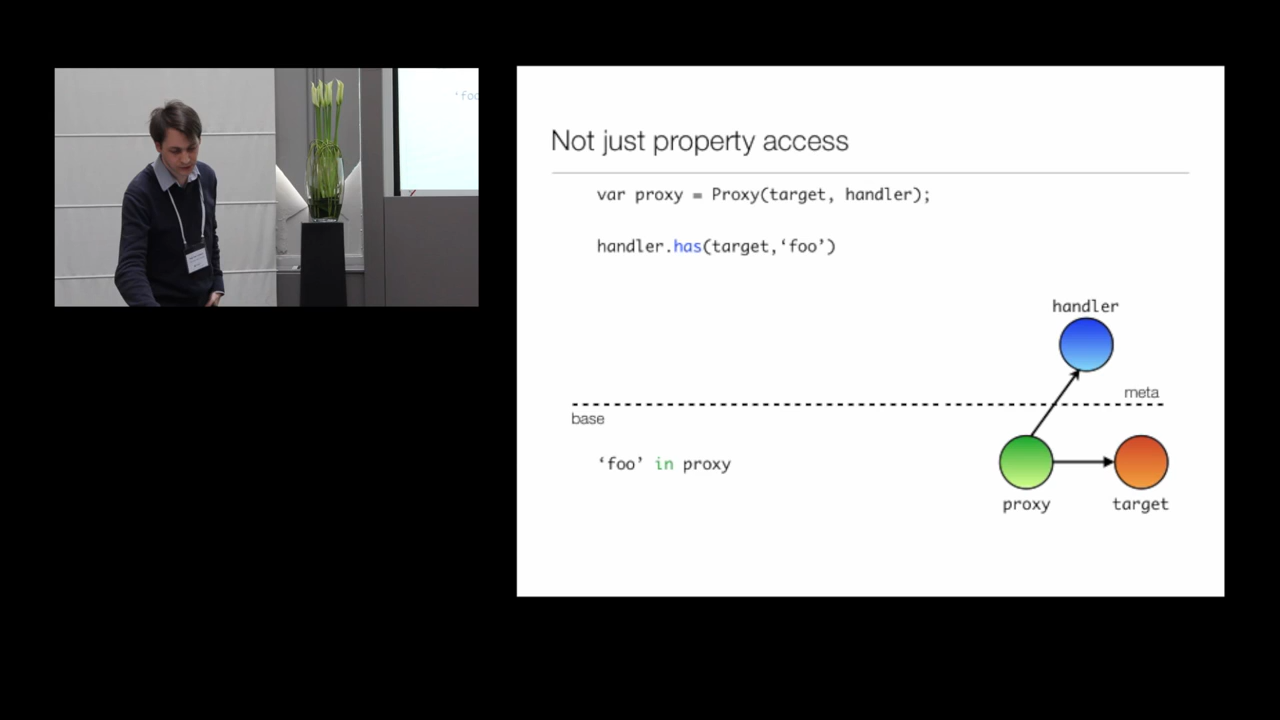 'foo
Not just property access
var proxy = Proxy(target, handler);
handler.has(target,‘foo’)
handler
meta
base
‘foo’ in proxy
proxy
target